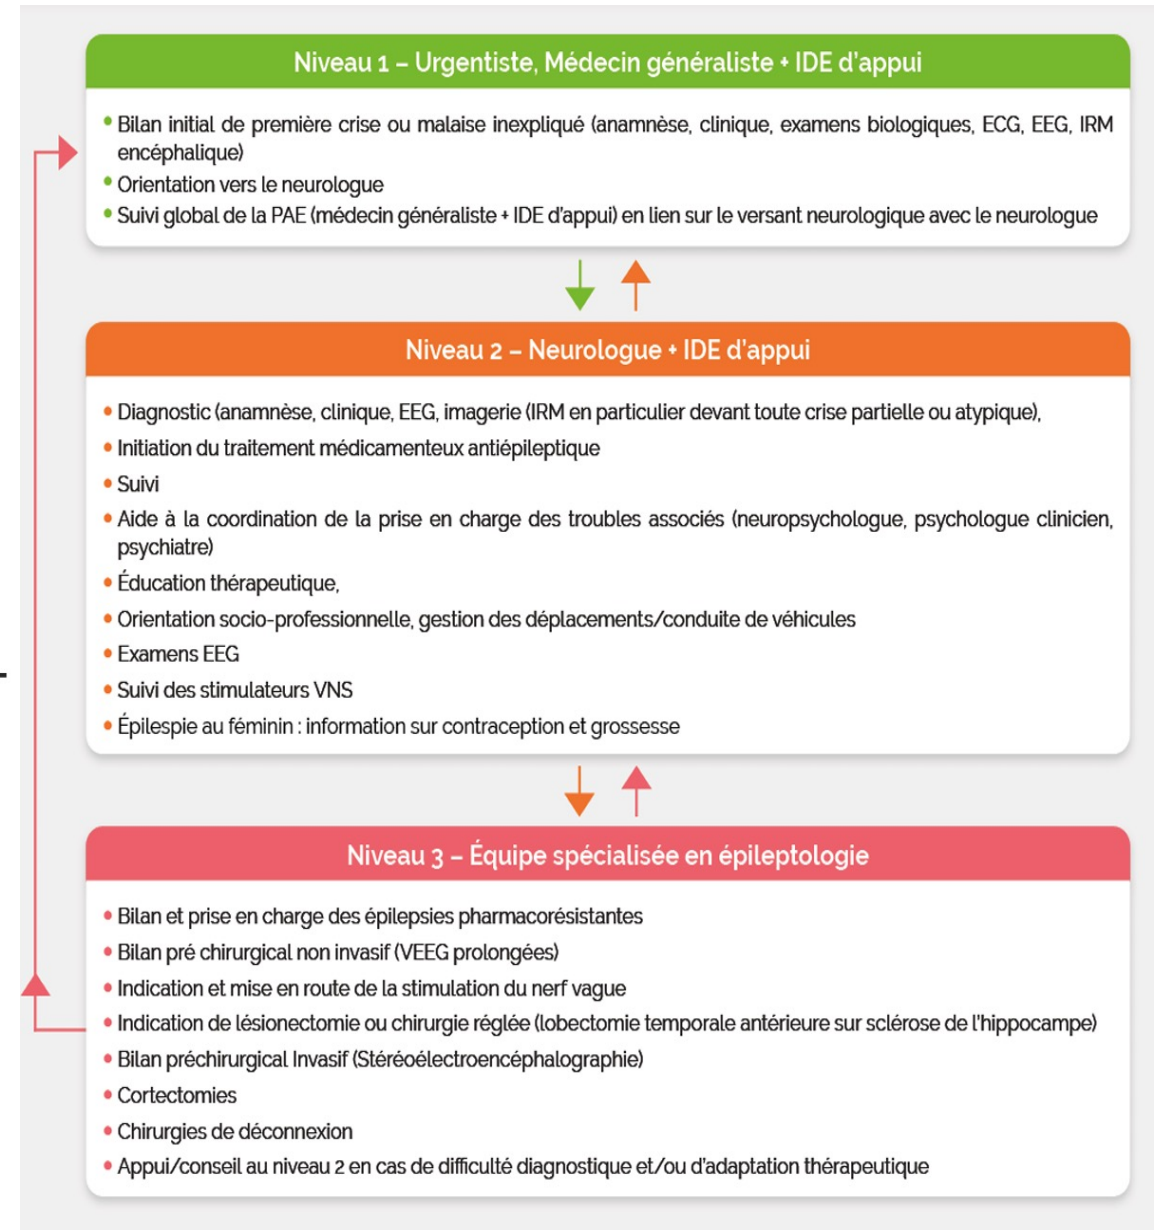 Niveau 1 – Urgentiste, Médecin généraliste + IDE d'appui
• Bilan initial de première crise ou malaise inexpliqué (anamnèse, clinique, examens biologiques, ECG, EEG, IRM
encéphalique)
• Orientation vers le neurologue
• Suivi global de la PAE (médecin généraliste + IDE d'appui) en lien sur le versant neurologique avec le neurologue
Niveau 2 – Neurologue + IDE d'appui
• Diagnostic (anamnèse, clinique, EEG, imagerie (IRM en particulier devant toute crise partielle ou atypique),
• Initiation du traitement médicamenteux antiépileptique
• Suivi
• Aide à la coordination de la prise en charge des troubles associés (neuropsychologue, psychologue clinicien,
psychiatre)
• Éducation thérapeutique,
• Orientation socio-professionnelle, gestion des déplacements/conduite de véhicules
• Examens EEG
• Suivi des stimulateurs VNS
• Épilespie au féminin : information sur contraception et grossesse
Niveau 3 – Équipe spécialisée en épileptologie
• Bilan et prise en charge des épilepsies pharmacorésistantes
• Bilan pré chirurgical non invasif (VEEG prolongées)
• Indication et mise en route de la stimulation du nerf vague
• Indication de lésionectomie ou chirurgie réglée (lobectomie temporale antérieure sur sclérose de l'hippocampe)
• Bilan préchirurgical Invasif (Stéréoélectroencéphalographie)
• Cortectomies
• Chirurgies de déconnexion
• Appui/conseil au niveau 2 en cas de difficulté diagnostique et/ou d'adaptation thérapeutique